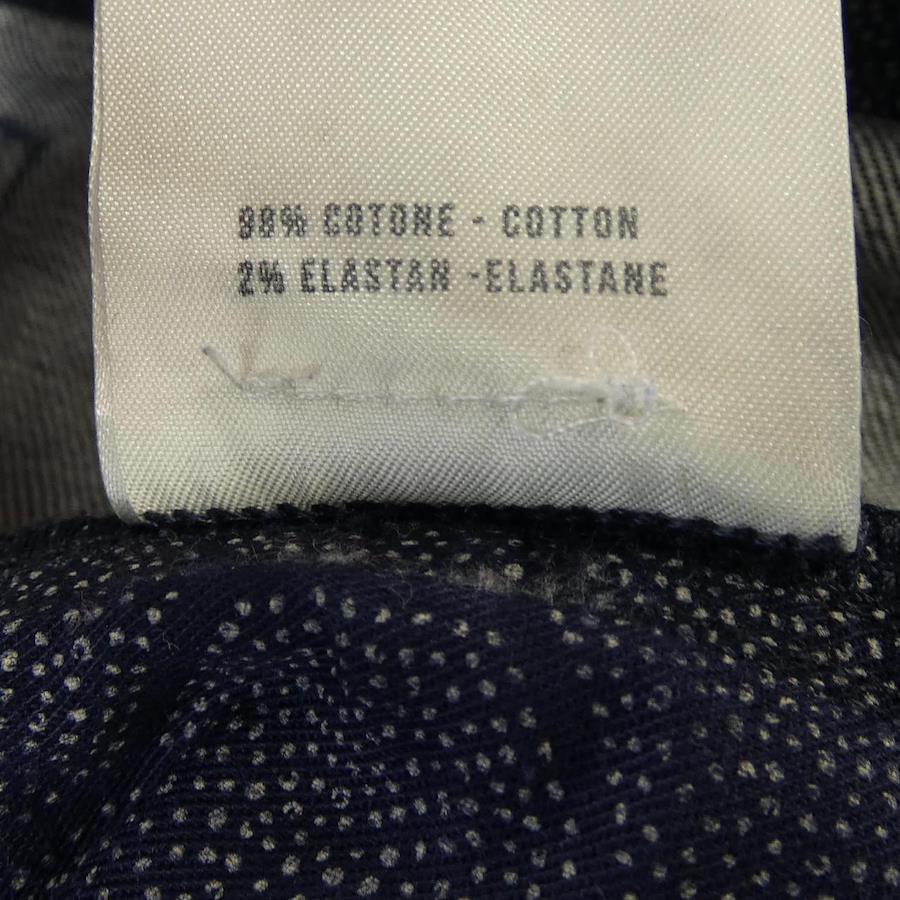 98% COTONE - COTTON
2% ELASTAN -ELASTANE